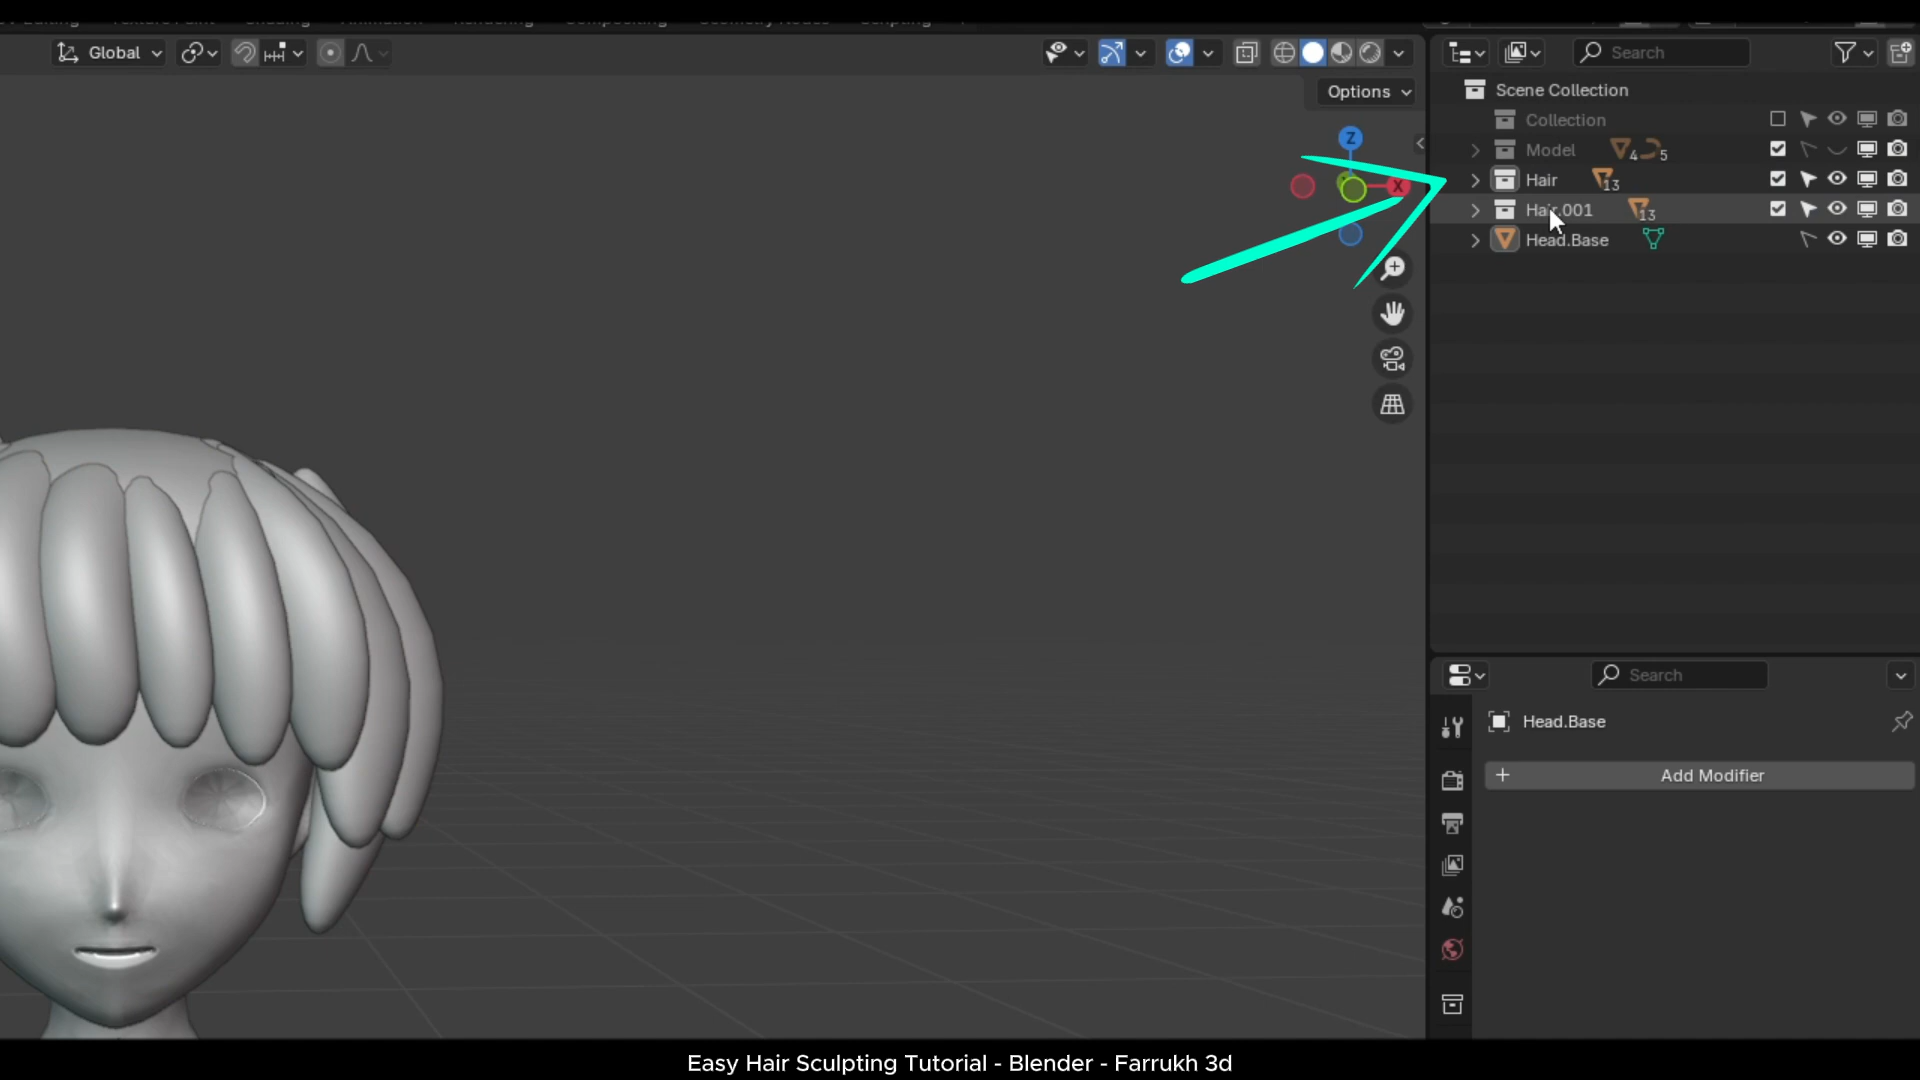 Global
Options
Z
X
Search
Scene Collection
Collection
Model 4 5
Hair 13
Hair.001 13
Head.Base
Search
Head.Base
+ Add Modifier
Easy Hair Sculpting Tutorial - Blender - Farrukh 3d